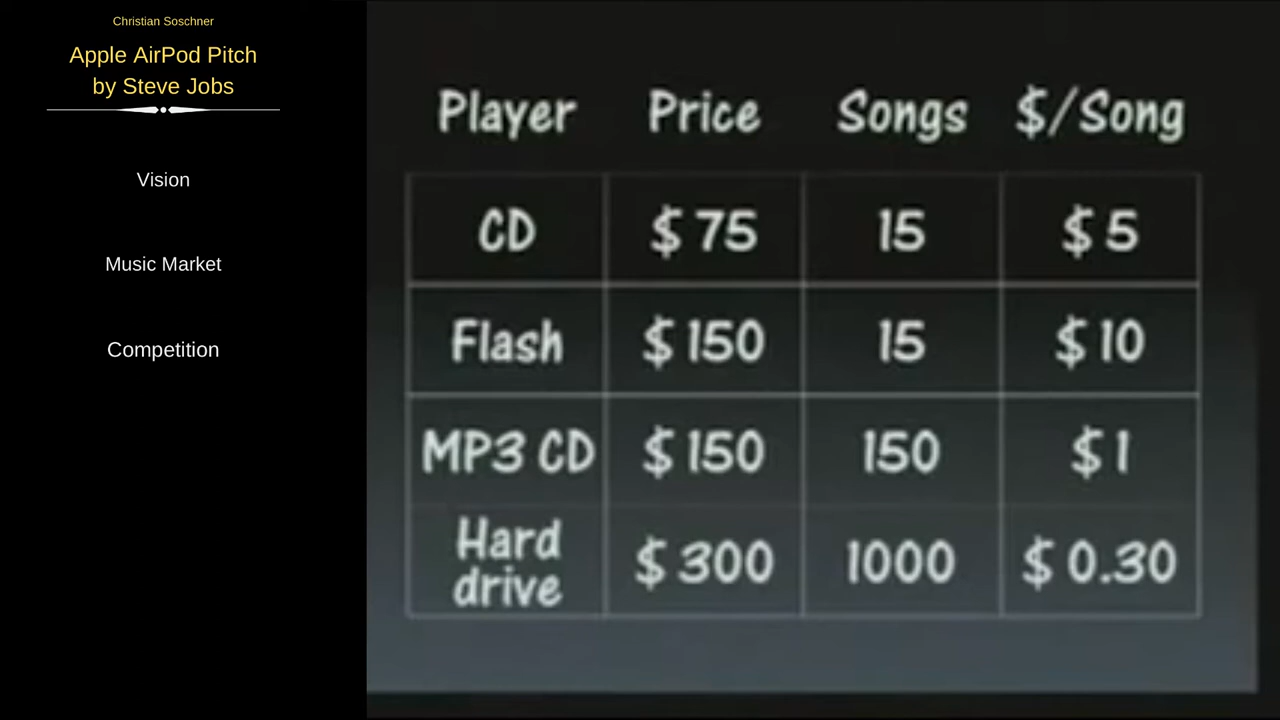 Christian Soschner
Apple AirPod Pitch
by Steve Jobs
Vision
Music Market
Competition
Player Price Songs $/Song
CD $ 75 15 $ 5
Flash $ 150 15 $ 10
MP3 CD $ 150 150 $ 1
Hard
drive $ 300 1000 $ 0.30